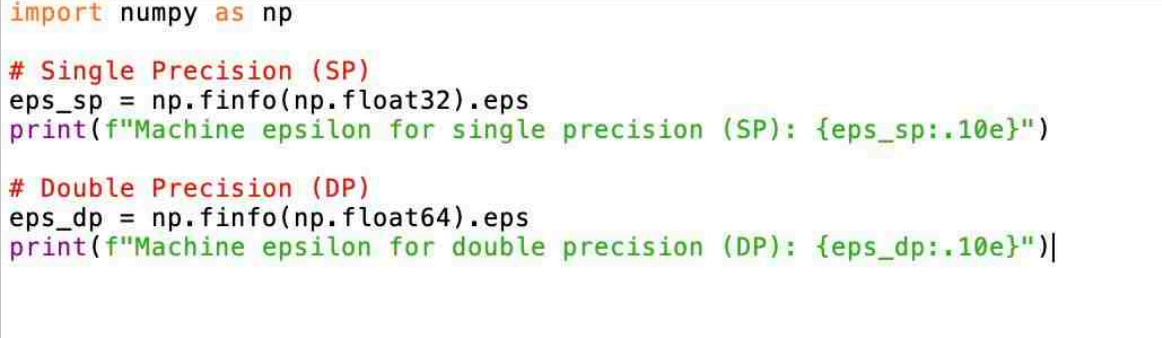 import numpy as np
# Single Precision (SP)
eps_sp = np.finfo(np.float32).eps
print(f"Machine epsilon for single precision (SP): {eps_sp:.10e}")
# Double Precision (DP)
eps_dp = np.finfo(np.float64).eps
print(f"Machine epsilon for double precision (DP): {eps_dp:.10e}")